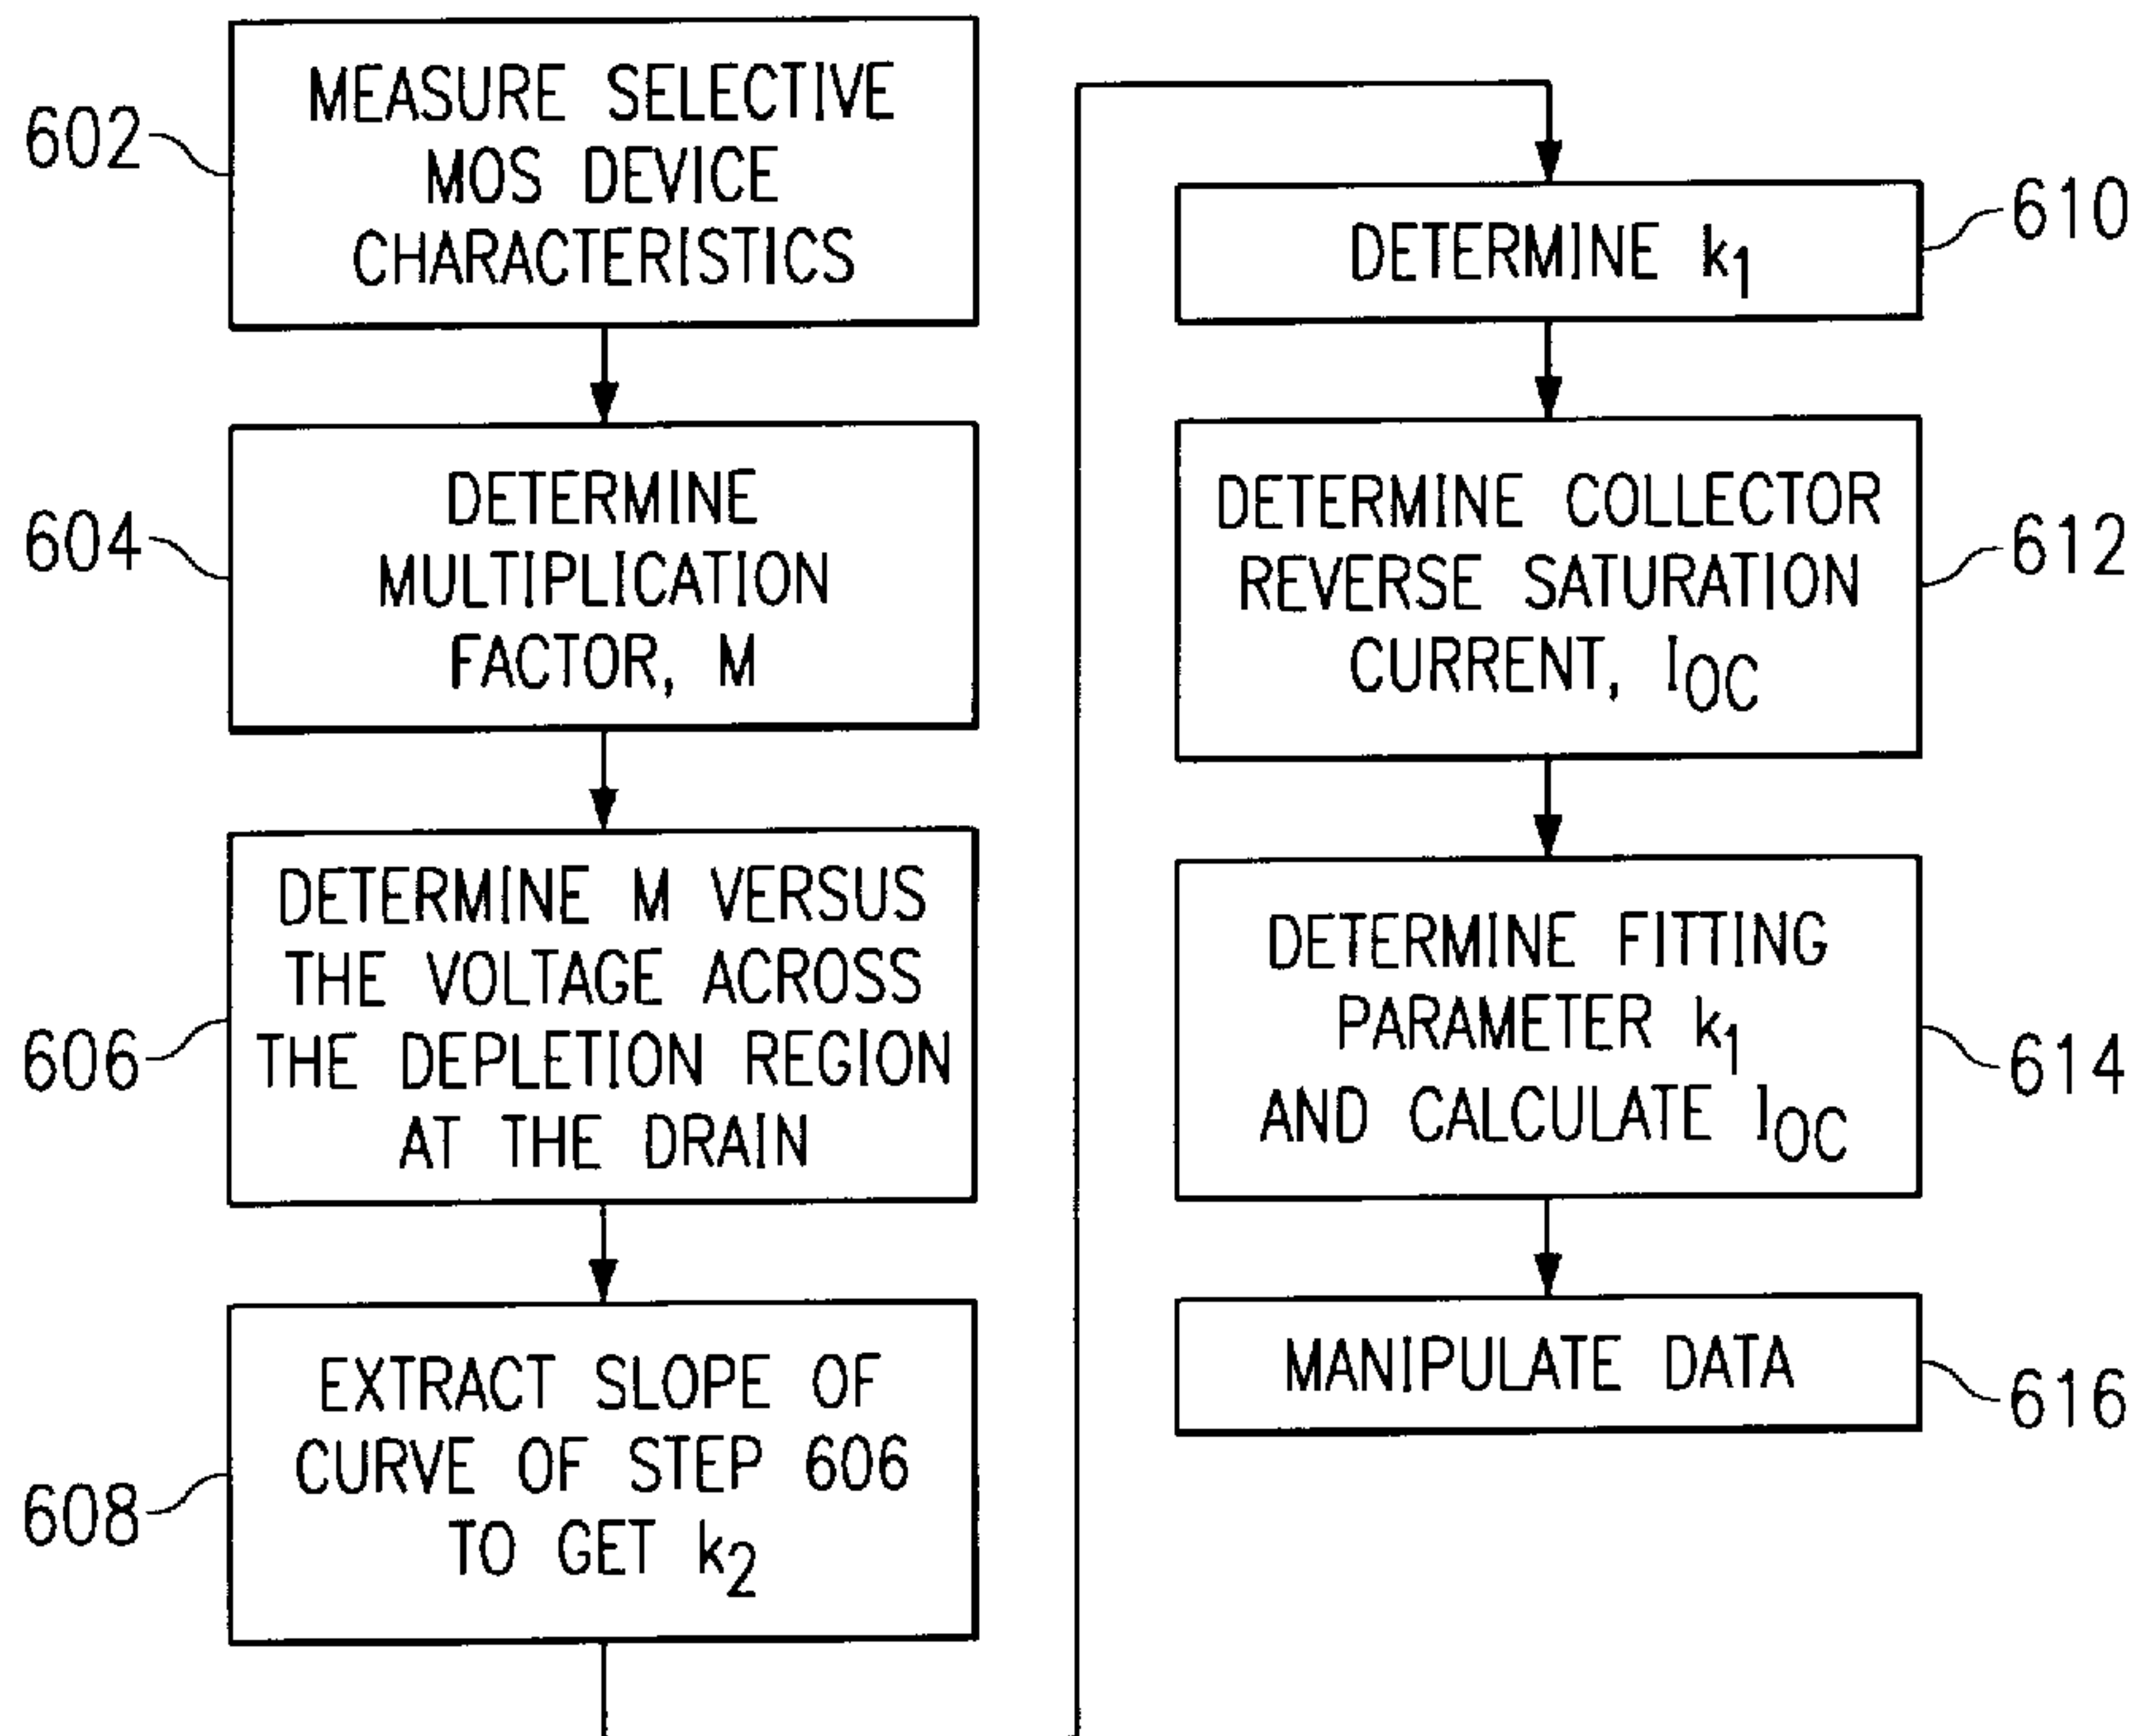 602
MEASURE SELECTIVE
MOS DEVICE
CHARACTERISTICS
604
DETERMINE
MULTIPLICATION
FACTOR, M
606
DETERMINE M VERSUS
THE VOLTAGE ACROSS
THE DEPLETION REGION
AT THE DRAIN
608
EXTRACT SLOPE OF
CURVE OF STEP 606
TO GET k₂
610
DETERMINE k₁
612
DETERMINE COLLECTOR
REVERSE SATURATION
CURRENT, I_OC
614
DETERMINE FITTING
PARAMETER k₁
AND CALCULATE I_OC
616
MANIPULATE DATA